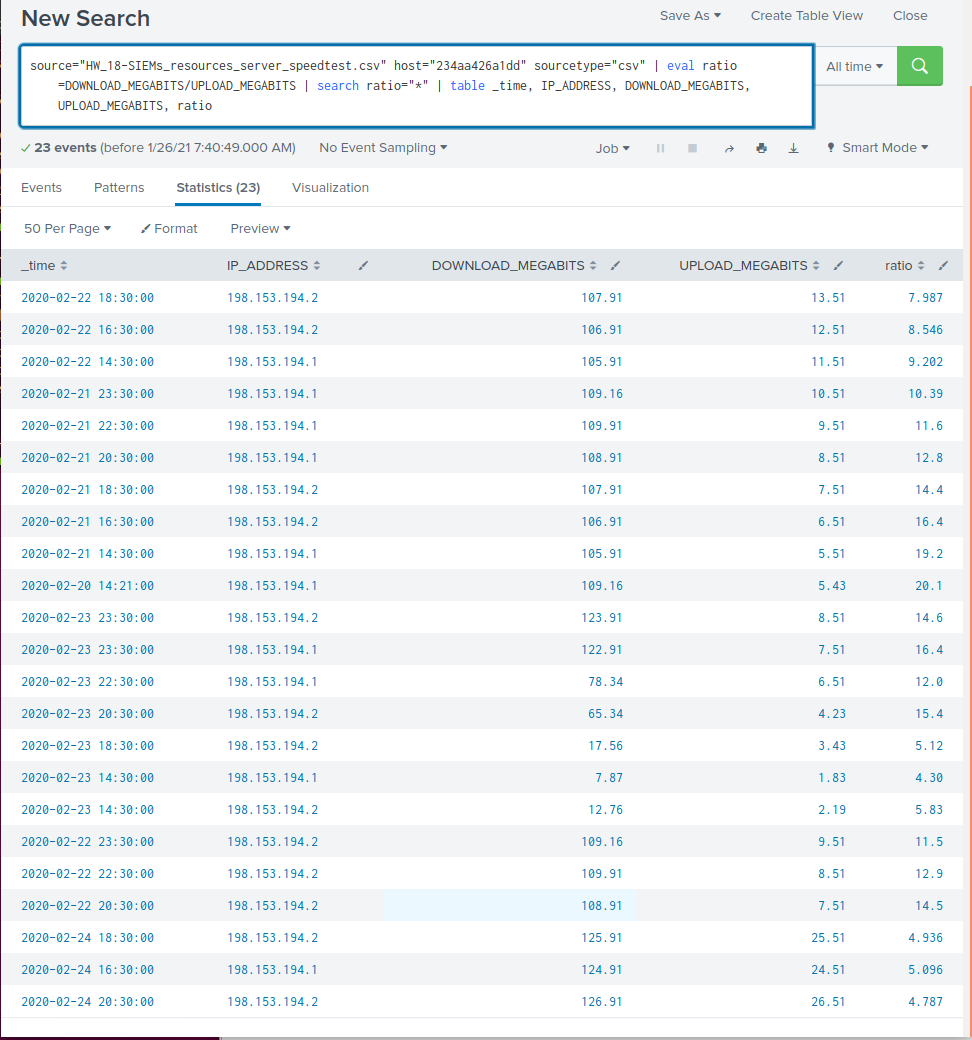 New Search
Save As Create Table View Close
source="HW_18-SIEMs_resources_server_speedtest.csv" host="234aa426a1dd" sourcetype="csv" | eval ratio
=DOWNLOAD_MEGABITS/UPLOAD_MEGABITS | search ratio="*" | table _time, IP_ADDRESS, DOWNLOAD_MEGABITS,
UPLOAD_MEGABITS, ratio
All time
23 events (before 1/26/21 7:40:49.000 AM) No Event Sampling Job Smart Mode
Events Patterns Statistics (23) Visualization
50 Per Page Format Preview
_time IP_ADDRESS DOWNLOAD_MEGABITS UPLOAD_MEGABITS ratio
2020-02-22 18:30:00 198.153.194.2 107.91 13.51 7.987
2020-02-22 16:30:00 198.153.194.2 106.91 12.51 8.546
2020-02-22 14:30:00 198.153.194.1 105.91 11.51 9.202
2020-02-21 23:30:00 198.153.194.1 109.16 10.51 10.39
2020-02-21 22:30:00 198.153.194.1 109.91 9.51 11.6
2020-02-21 20:30:00 198.153.194.1 108.91 8.51 12.8
2020-02-21 18:30:00 198.153.194.2 107.91 7.51 14.4
2020-02-21 16:30:00 198.153.194.2 106.91 6.51 16.4
2020-02-21 14:30:00 198.153.194.1 105.91 5.51 19.2
2020-02-20 14:21:00 198.153.194.1 109.16 5.43 20.1
2020-02-23 23:30:00 198.153.194.2 123.91 8.51 14.6
2020-02-23 23:30:00 198.153.194.1 122.91 7.51 16.4
2020-02-23 22:30:00 198.153.194.1 78.34 6.51 12.0
2020-02-23 20:30:00 198.153.194.2 65.34 4.23 15.4
2020-02-23 18:30:00 198.153.194.2 17.56 3.43 5.12
2020-02-23 14:30:00 198.153.194.1 7.87 1.83 4.30
2020-02-23 14:30:00 198.153.194.2 12.76 2.19 5.83
2020-02-22 23:30:00 198.153.194.2 109.16 9.51 11.5
2020-02-22 22:30:00 198.153.194.2 109.91 8.51 12.9
2020-02-22 20:30:00 198.153.194.2 108.91 7.51 14.5
2020-02-24 18:30:00 198.153.194.2 125.91 25.51 4.936
2020-02-24 16:30:00 198.153.194.1 124.91 24.51 5.096
2020-02-24 20:30:00 198.153.194.2 126.91 26.51 4.787